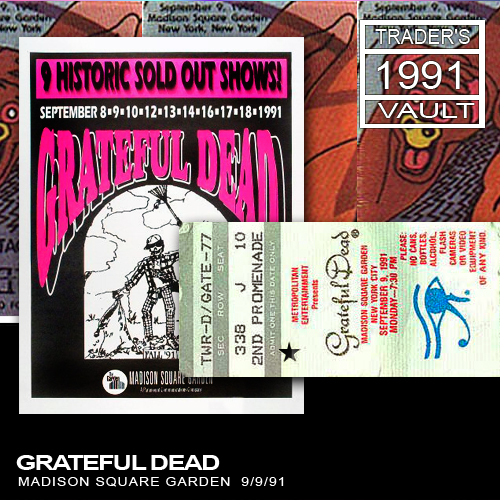 September 9,
Madison Square Garden
New York, New York
TRADER'S
1991
VAULT
9 HISTORIC SOLD OUT SHOWS!
SEPTEMBER 8•9•10•12•13•14•16•17•18•1991
GRATEFUL DEAD
MADISON SQUARE GARDEN
TWR-D/GATE-77
SEC ROW SEAT
338 J 10
2ND PROMENADE
ADMIT ONE THIS DATE ONLY
METROPOLITAN
ENTERTAINMENT
Presents
Grateful Dead®
MADISON SQUARE GARDEN
NEW YORK CITY
SEPTEMBER 9, 1991
MONDAY-7:30 PM
PLEASE:
NO CANS,
BOTTLES,
ALCOHOL,
FLASH
CAMERAS
OR VIDEO
EQUIPMENT
OF ANY KIND.
GRATEFUL DEAD
MADISON SQUARE GARDEN 9/9/91